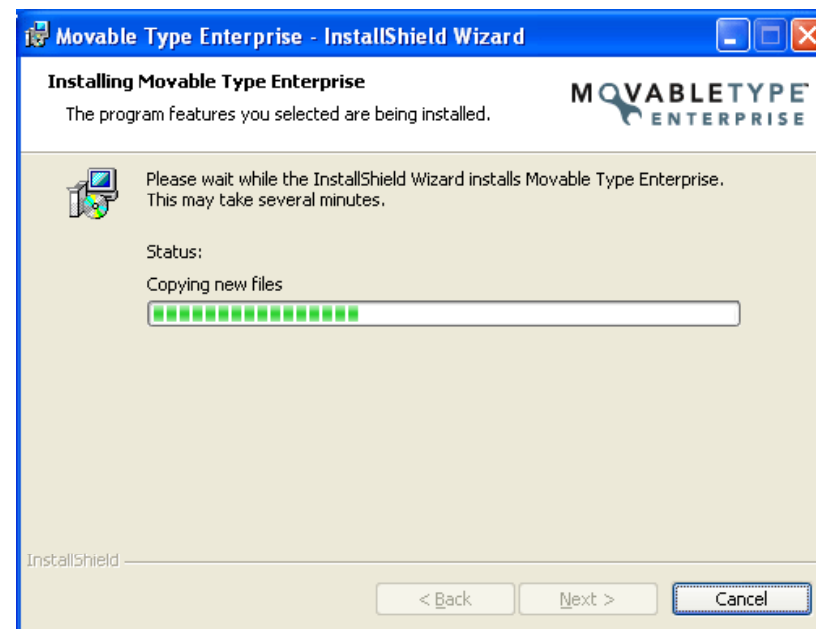 Movable Type Enterprise - InstallShield Wizard
Installing Movable Type Enterprise
The program features you selected are being installed.
MOVABLETYPE™
ENTERPRISE
Please wait while the InstallShield Wizard installs Movable Type Enterprise.
This may take several minutes.
Status:
Copying new files
InstallShield
< Back Next > Cancel